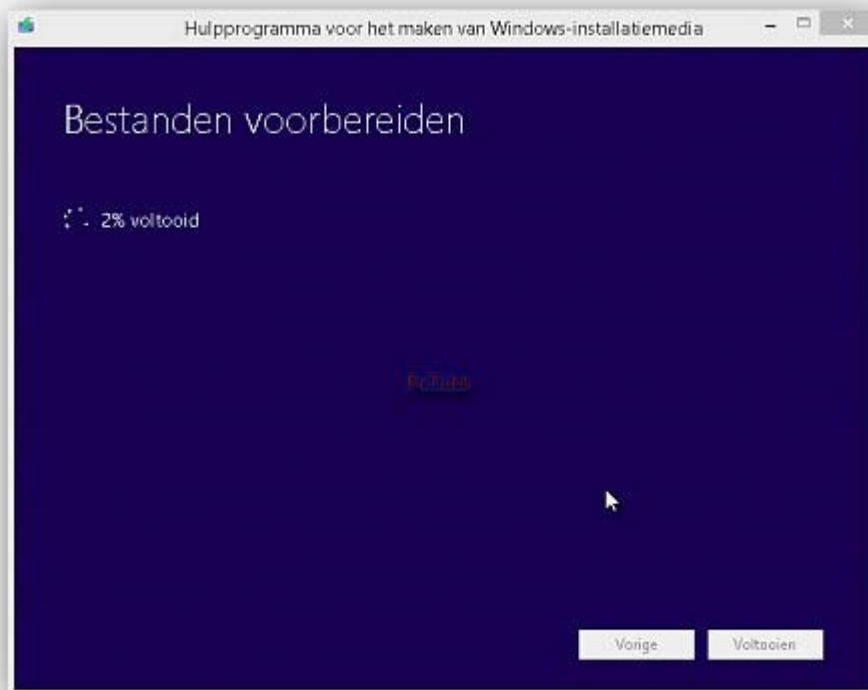 Hulpprogramma voor het maken van Windows-installatiemedia
Bestanden voorbereiden
2% voltooid
Vorige
Voltooien